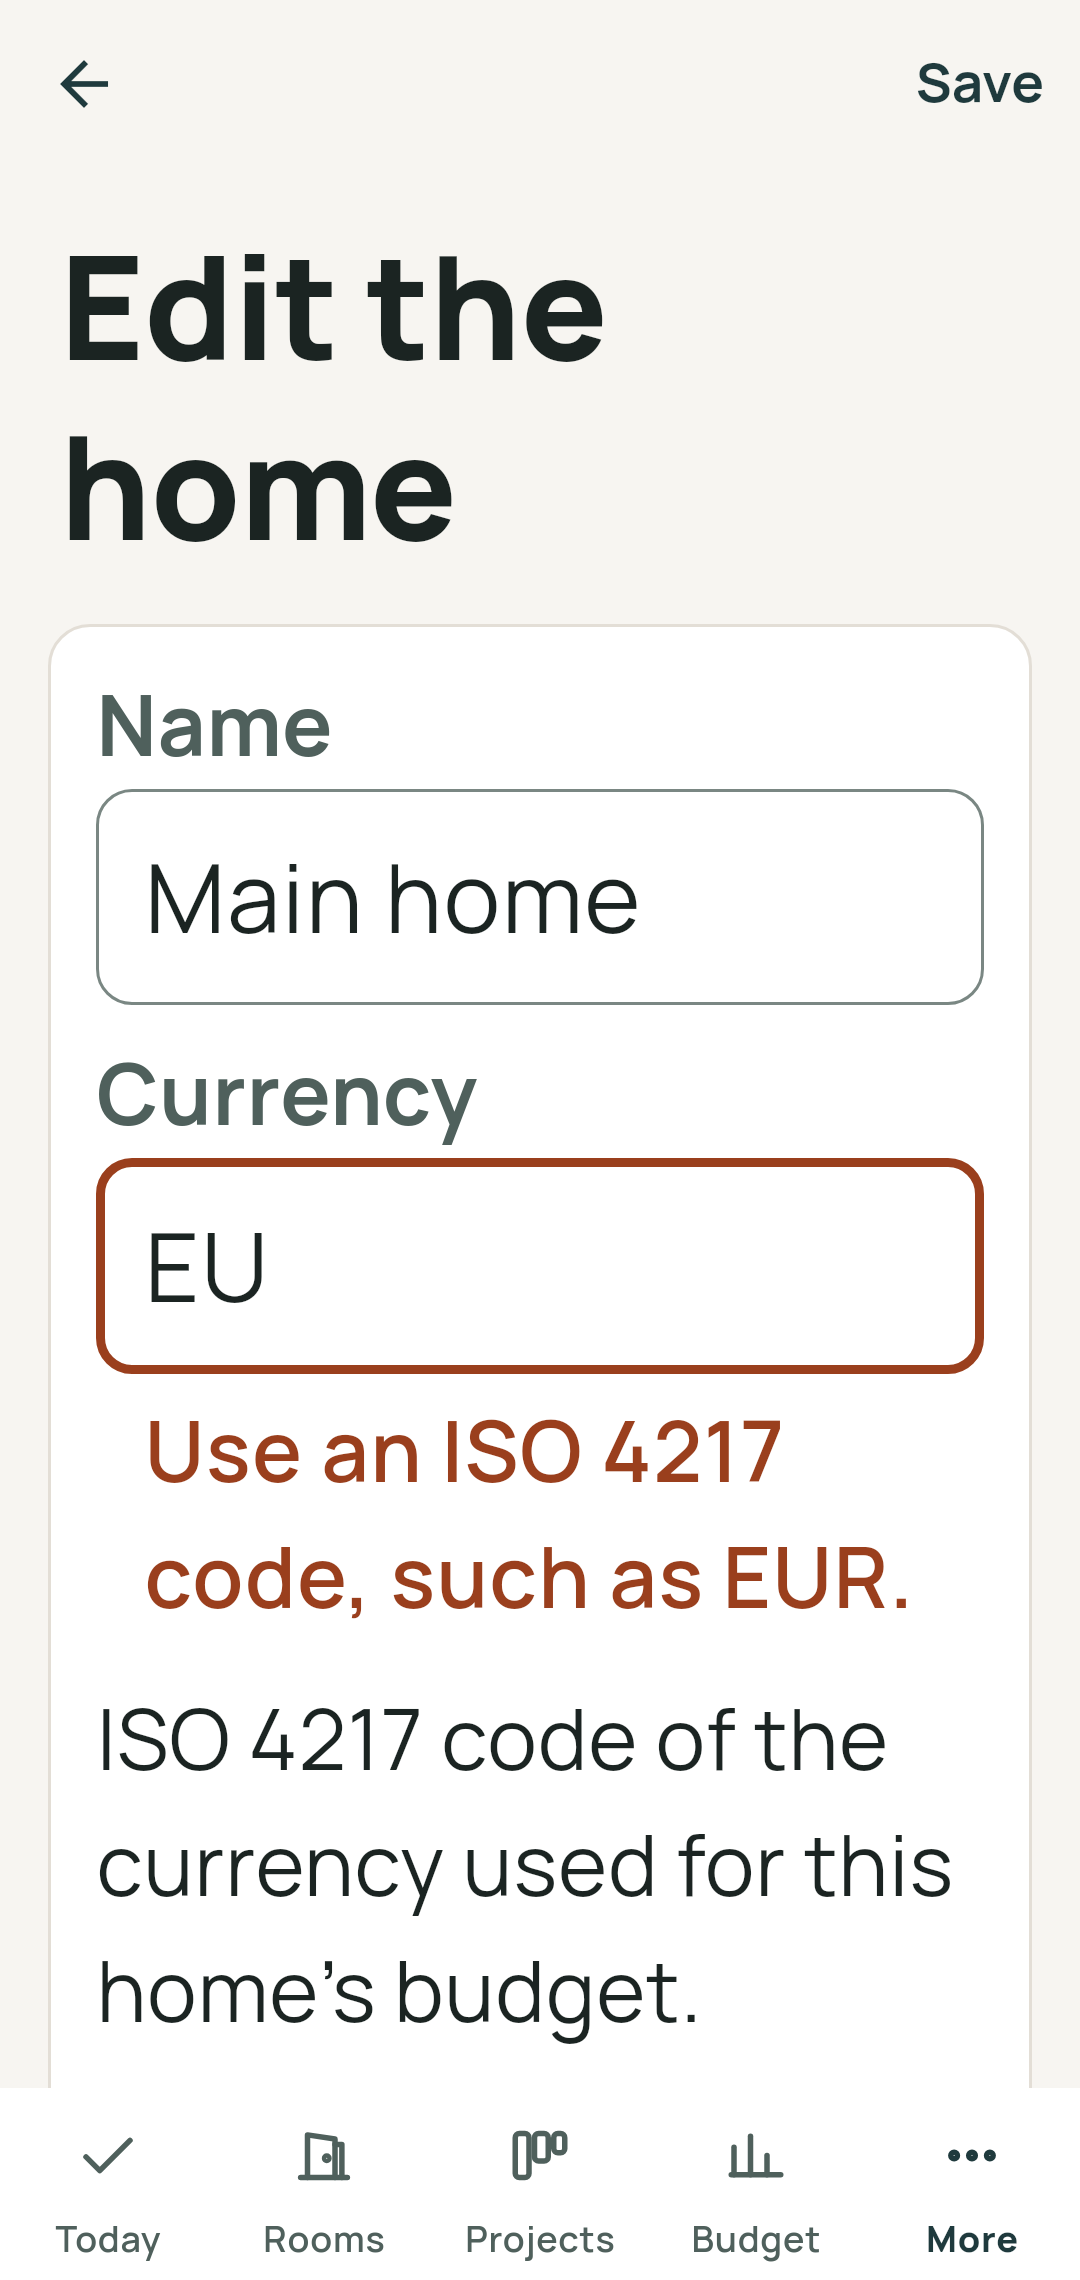 Save
Edit the
home
Name
Main home
Currency
EU
Use an ISO 4217
code, such as EUR.
ISO 4217 code of the
currency used for this
home’s budget.
Today
Rooms
Projects
Budget
More